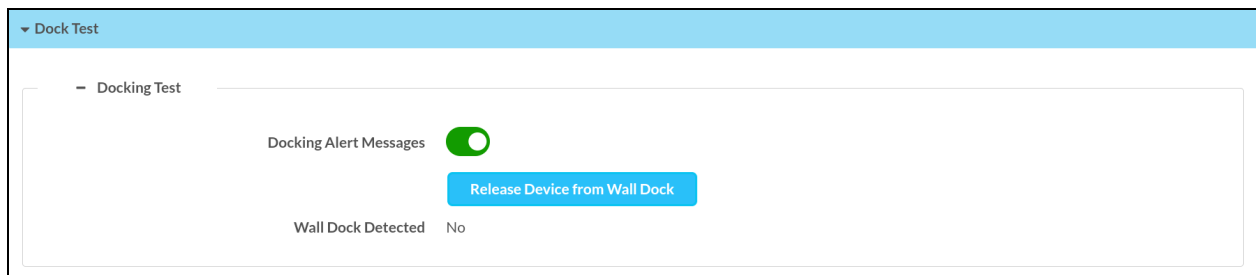 Dock Test
Docking Test
Docking Alert Messages
Release Device from Wall Dock
Wall Dock Detected No